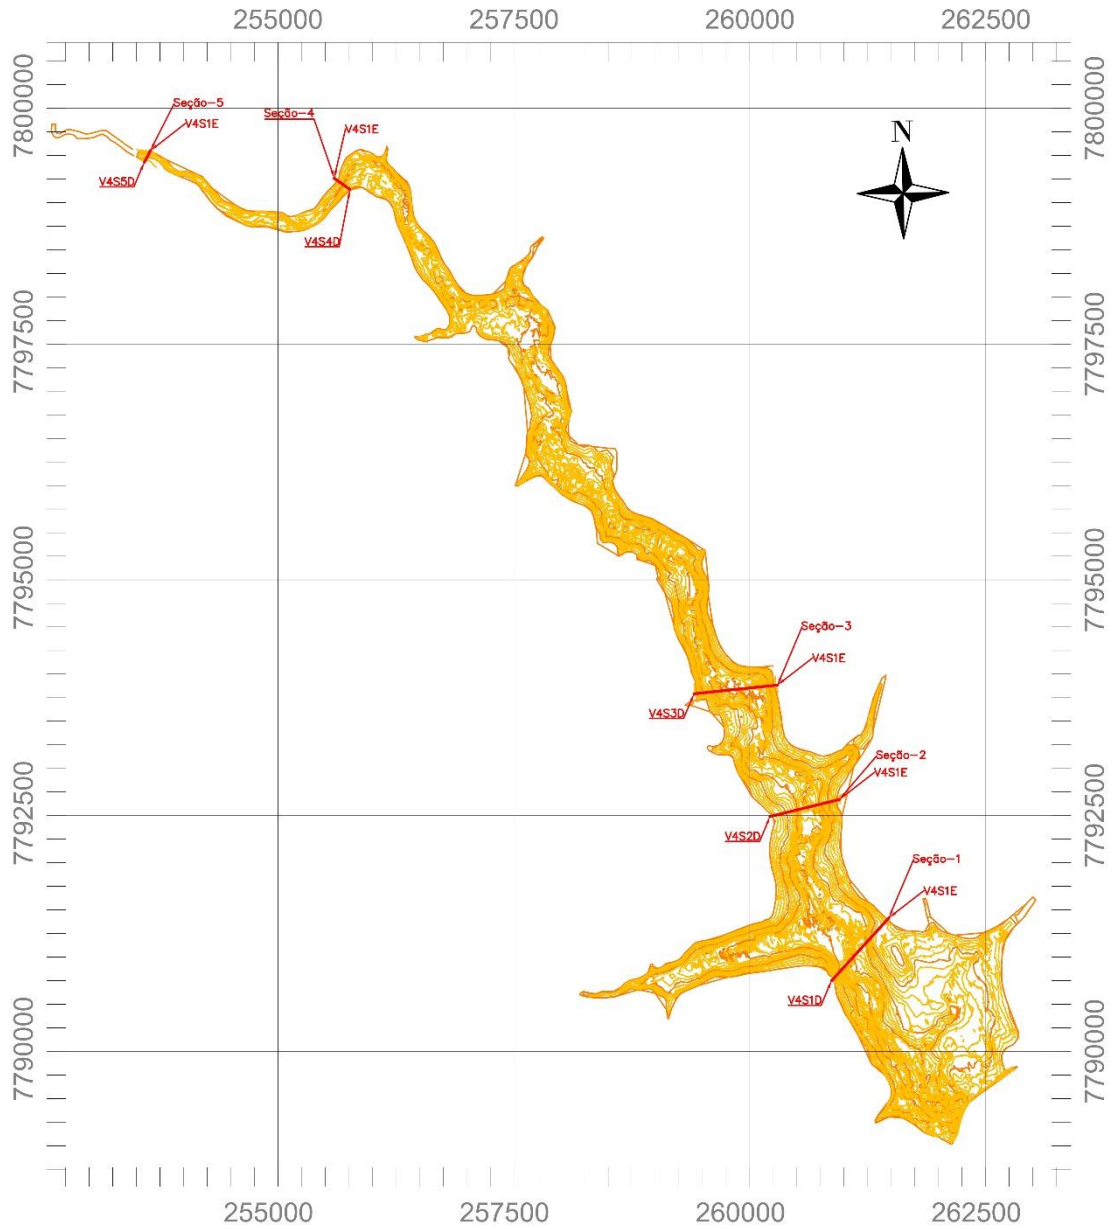 255000 257500 260000 262500
7800000 7800000
N
Seção-5
V4S1E
V4S5D
Seção-4
V4S1E
V4S4D
7797500 7797500
7795000 7795000
Seção-3
V4S1E
V4S3D
Seção-2
V4S1E
V4S2D
7792500 7792500
Seção-1
V4S1E
V4S1D
7790000 7790000
255000 257500 260000 262500